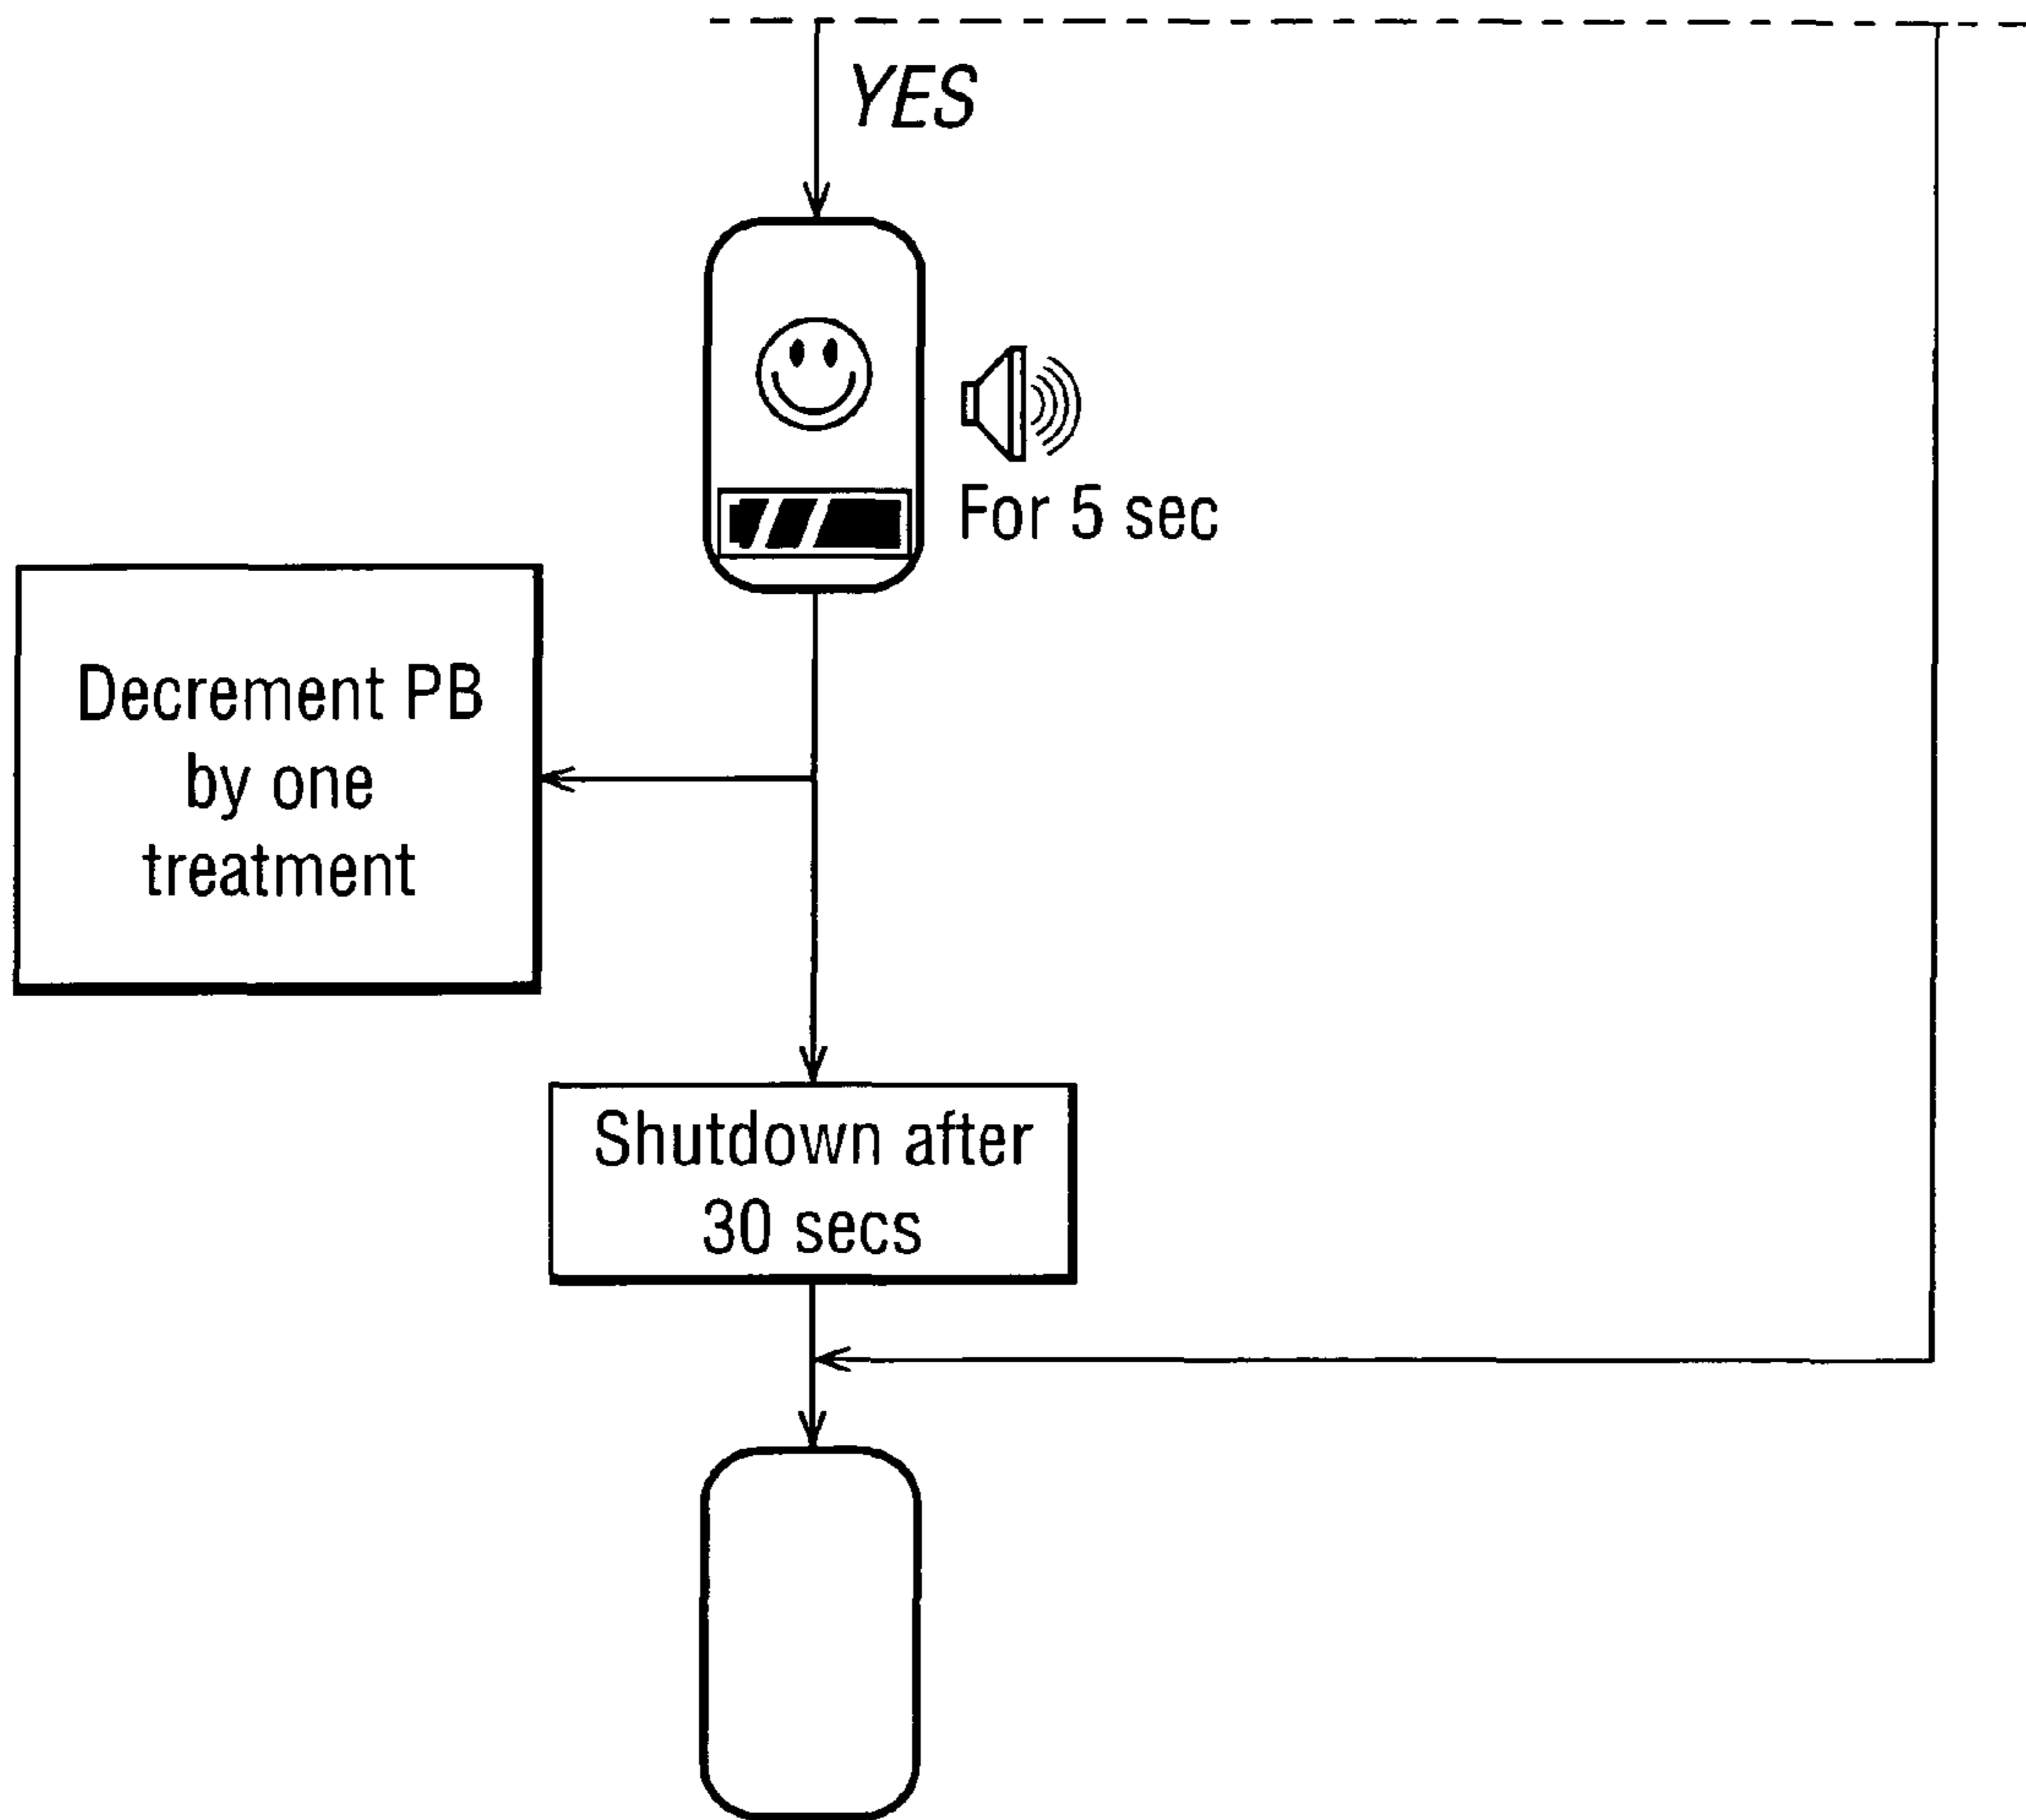 YES
For 5 sec
Decrement PB
by one
treatment
Shutdown after
30 secs